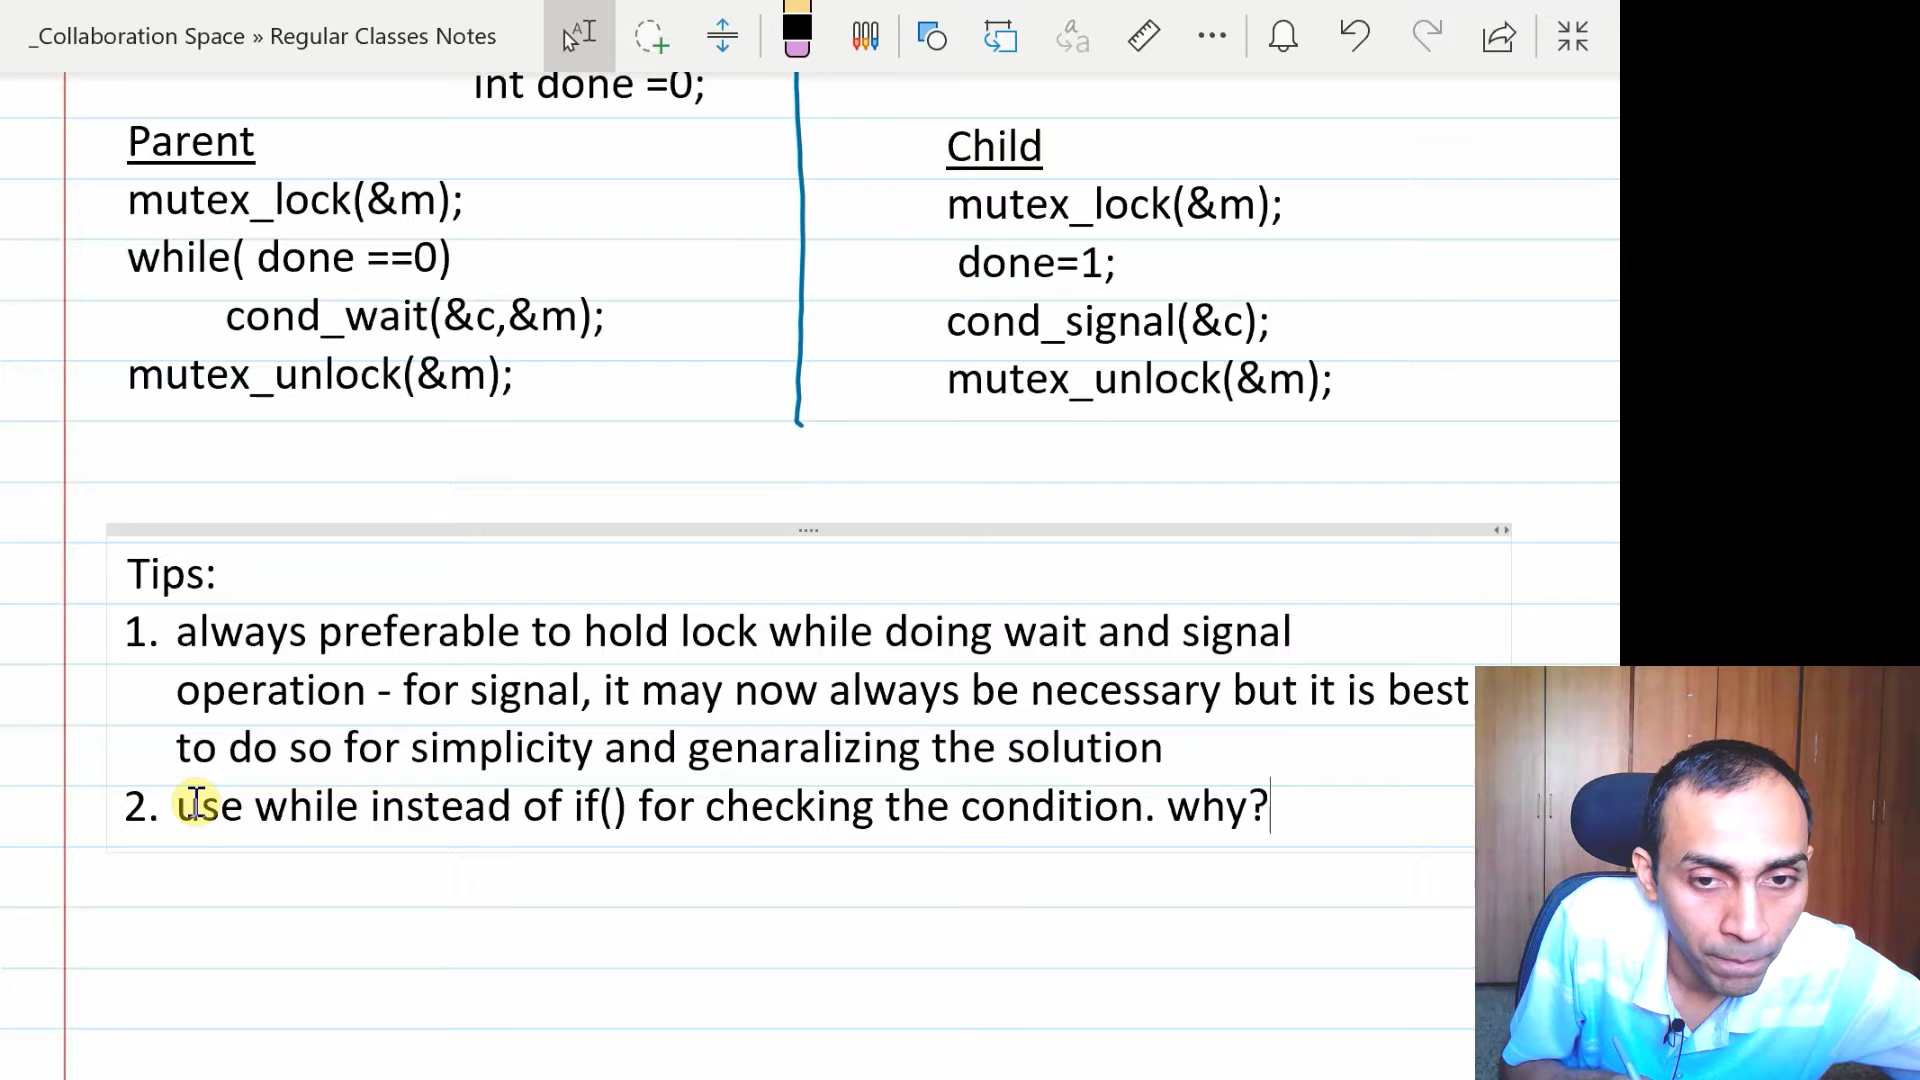 _Collaboration Space » Regular Classes Notes
int done =0;
Parent
mutex_lock(&m);
while( done ==0)
cond_wait(&c,&m);
mutex_unlock(&m);
Child
mutex_lock(&m);
done=1;
cond_signal(&c);
mutex_unlock(&m);
Tips:
1. always preferable to hold lock while doing wait and signal
operation - for signal, it may now always be necessary but it is best
to do so for simplicity and genaralizing the solution
2. use while instead of if() for checking the condition. why?